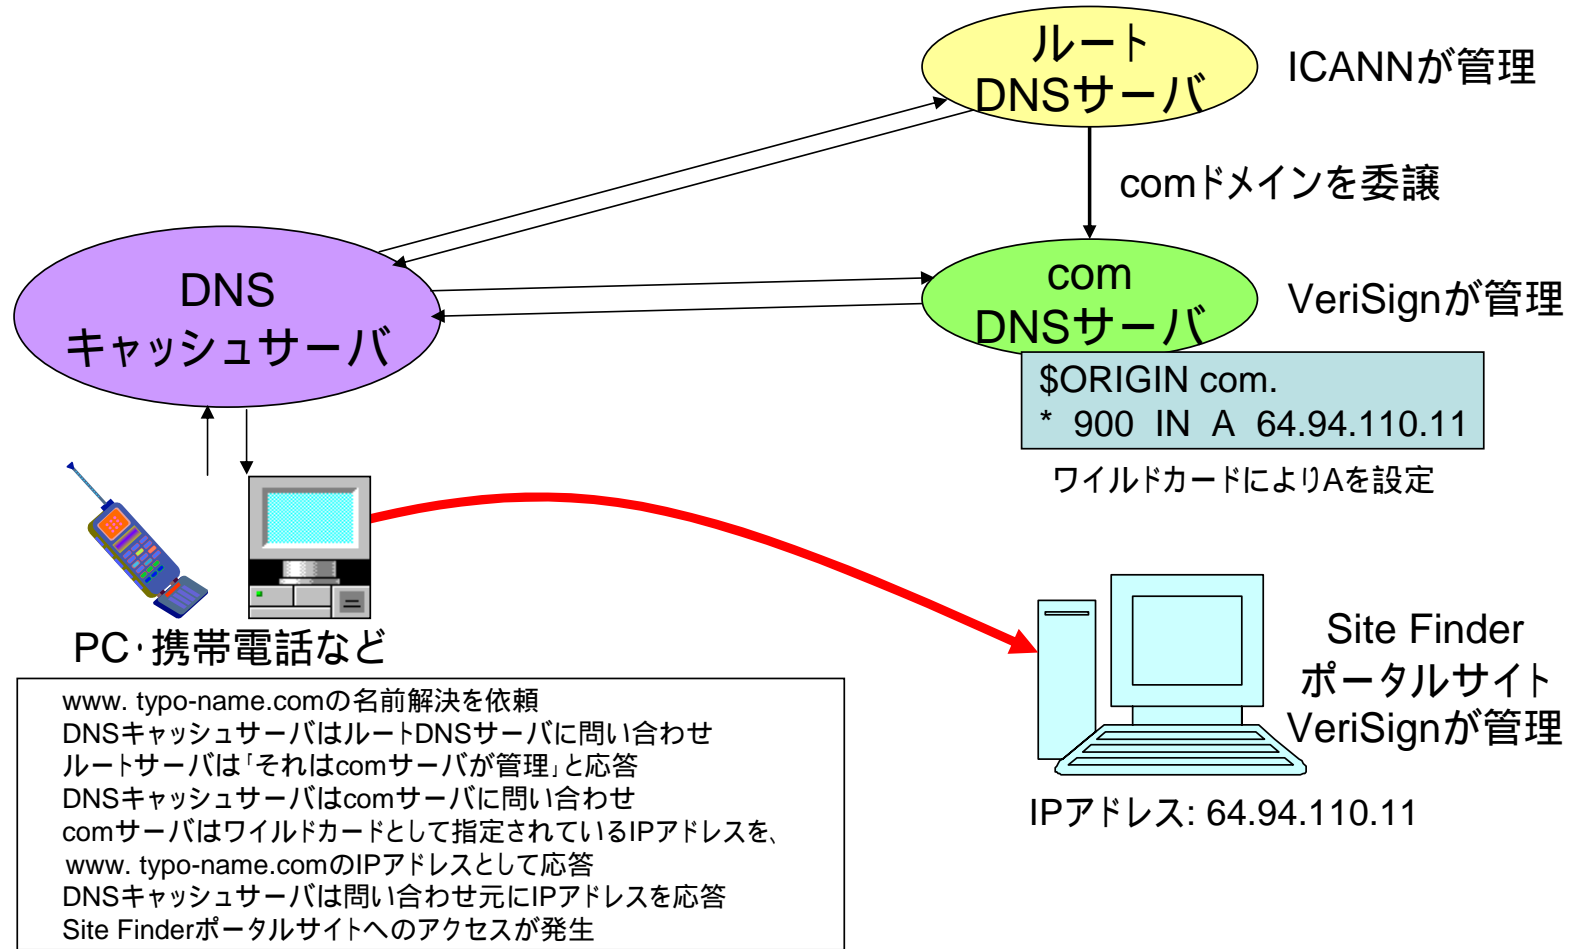 ルート
DNSサーバ
ICANNが管理
comドメインを委譲
DNS
キャッシュサーバ
com
DNSサーバ
VeriSignが管理
$ORIGIN com.
* 900 IN A 64.94.110.11
ワイルドカードによりAを設定
PC・携帯電話など
Site Finder
ポータルサイト
VeriSignが管理
IPアドレス: 64.94.110.11
www. typo-name.comの名前解決を依頼
DNSキャッシュサーバはルートDNSサーバに問い合わせ
ルートサーバは「それはcomサーバが管理」と応答
DNSキャッシュサーバはcomサーバに問い合わせ
comサーバはワイルドカードとして指定されているIPアドレスを、
www. typo-name.comのIPアドレスとして応答
DNSキャッシュサーバは問い合わせ元にIPアドレスを応答
Site Finderポータルサイトへのアクセスが発生